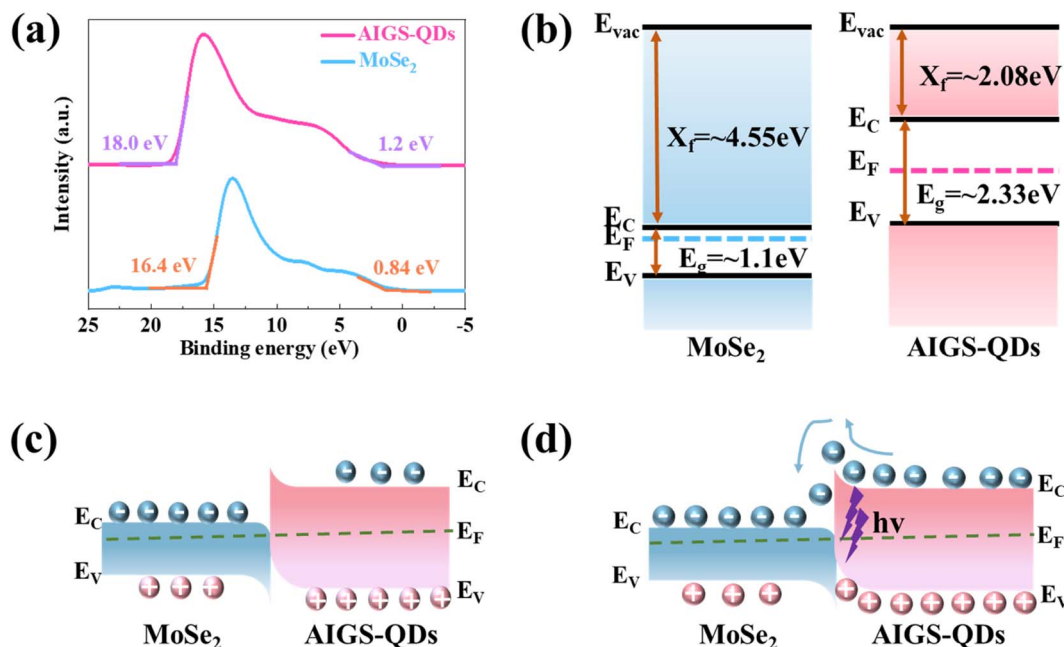 (a)
AIGS-QDs
MoSe₂
18.0 eV
1.2 eV
16.4 eV
0.84 eV
Intensity (a.u.)
25 20 15 10 5 0 -5
Binding energy (eV)
(b)
Evac
Xf=~4.55eV
EC
EF
Eg=~1.1eV
EV
MoSe₂
Evac
Xf=~2.08eV
EC
EF
Eg=~2.33eV
EV
AIGS-QDs
(c)
EC
EV
EC
EF
EV
MoSe₂ AIGS-QDs
(d)
EC
EV
hv
EC
EF
EV
MoSe₂ AIGS-QDs